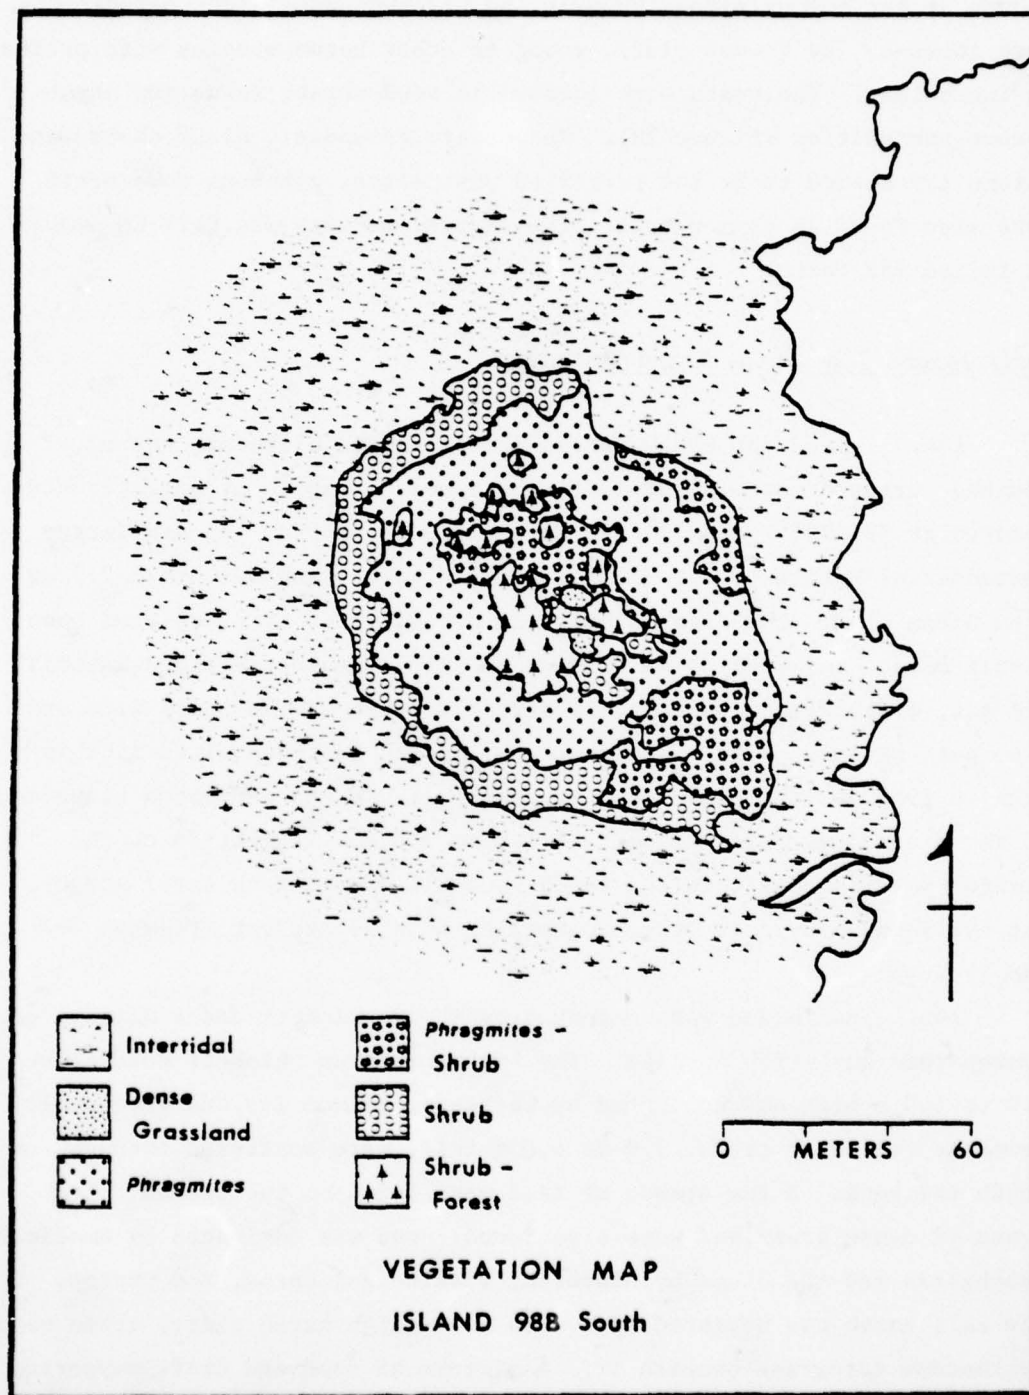 Intertidal
Dense
Grassland
Phragmites
Phragmites –
Shrub
Shrub
Shrub –
Forest
0 METERS 60
VEGETATION MAP
ISLAND 98B South